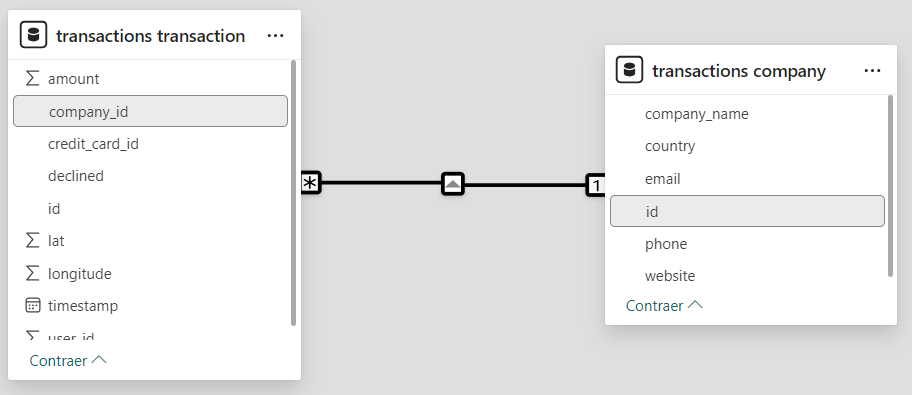 transactions transaction
amount
company_id
credit_card_id
declined
id
lat
longitude
timestamp
user_id
Contraer
*
1
transactions company
company_name
country
email
id
phone
website
Contraer